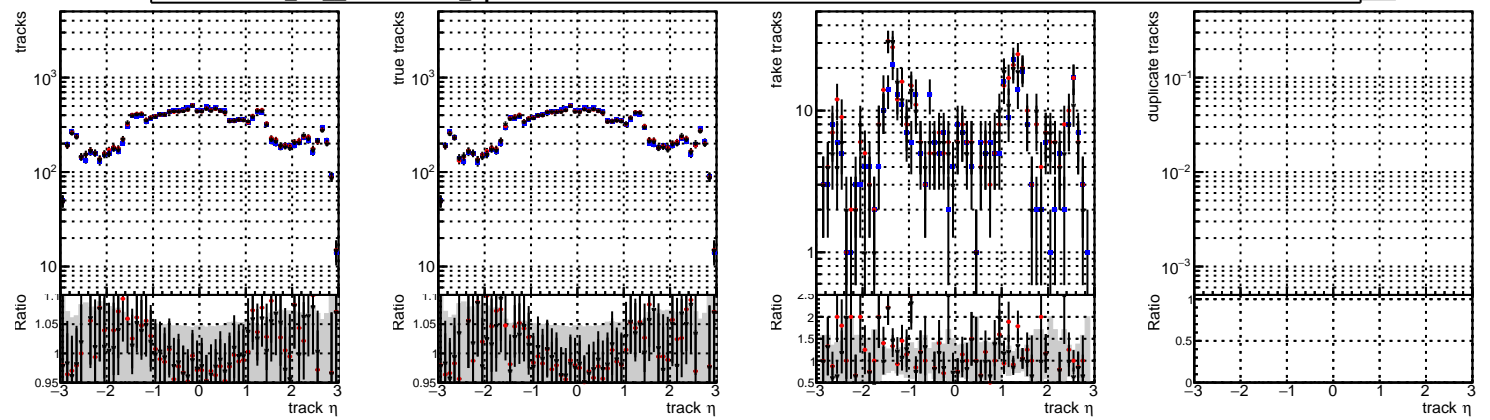 tracks
10³
10²
10
Ratio
1.1
1.05
1
0.95
−3 −2 −1 0 1 2 3
track η
true tracks
10³
10²
10
Ratio
1.1
1.05
1
0.95
−3 −2 −1 0 1 2 3
track η
fake tracks
10
1
Ratio
2.5
2
1.5
1
0.5
−3 −2 −1 0 1 2 3
track η
duplicate tracks
10⁻¹
10⁻²
10⁻³
Ratio
1
0.5
0
−3 −2 −1 0 1 2 3
track η